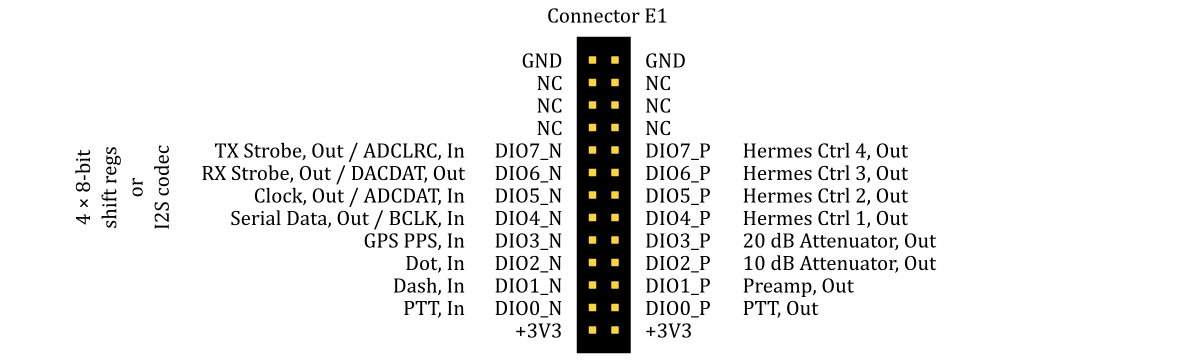 Connector E1
GND GND
NC NC
NC NC
NC NC
4 × 8-bit
shift regs
or
I2S codec
TX Strobe, Out / ADCLRC, In DIO7_N DIO7_P Hermes Ctrl 4, Out
RX Strobe, Out / DACDAT, Out DIO6_N DIO6_P Hermes Ctrl 3, Out
Clock, Out / ADCDAT, In DIO5_N DIO5_P Hermes Ctrl 2, Out
Serial Data, Out / BCLK, In DIO4_N DIO4_P Hermes Ctrl 1, Out
GPS PPS, In DIO3_N DIO3_P 20 dB Attenuator, Out
Dot, In DIO2_N DIO2_P 10 dB Attenuator, Out
Dash, In DIO1_N DIO1_P Preamp, Out
PTT, In DIO0_N DIO0_P PTT, Out
+3V3 +3V3